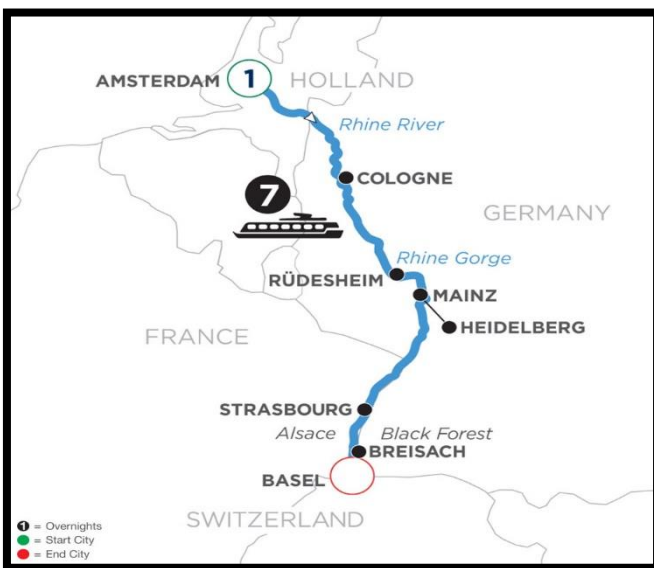 AMSTERDAM 1 HOLLAND
Rhine River
COLOGNE
7
GERMANY
Rhine Gorge
RÜDESHEIM
MAINZ
HEIDELBERG
FRANCE
STRASBOURG
Alsace Black Forest
BREISACH
BASEL
SWITZERLAND
1 = Overnights
= Start City
= End City